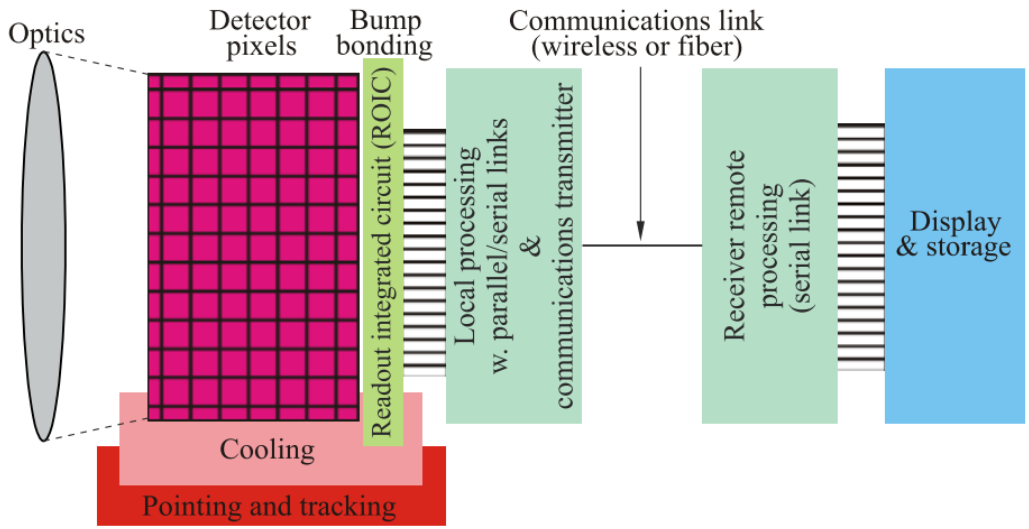 Optics
Detector
pixels
Bump
bonding
Communications link
(wireless or fiber)
Readout integrated circuit (ROIC)
Local processing
w. parallel/serial links
&
communications transmitter
Receiver remote
processing
(serial link)
Display
& storage
Cooling
Pointing and tracking